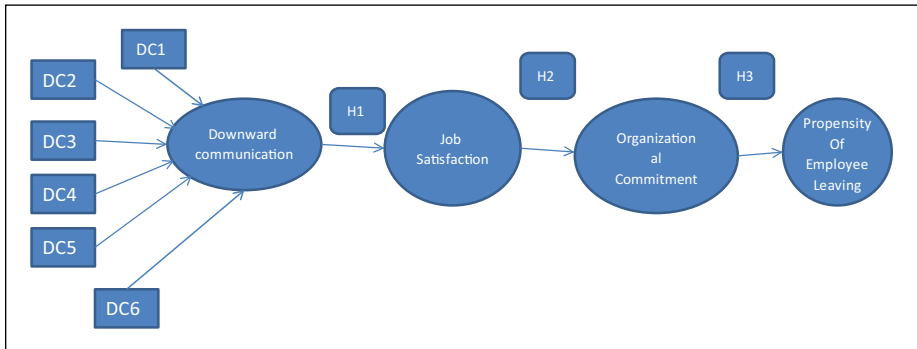 DC1
DC2
DC3
DC4
DC5
DC6
Downward
communication
H1
Job
Satisfaction
H2
Organization
al
Commitment
H3
Propensity
Of
Employee
Leaving